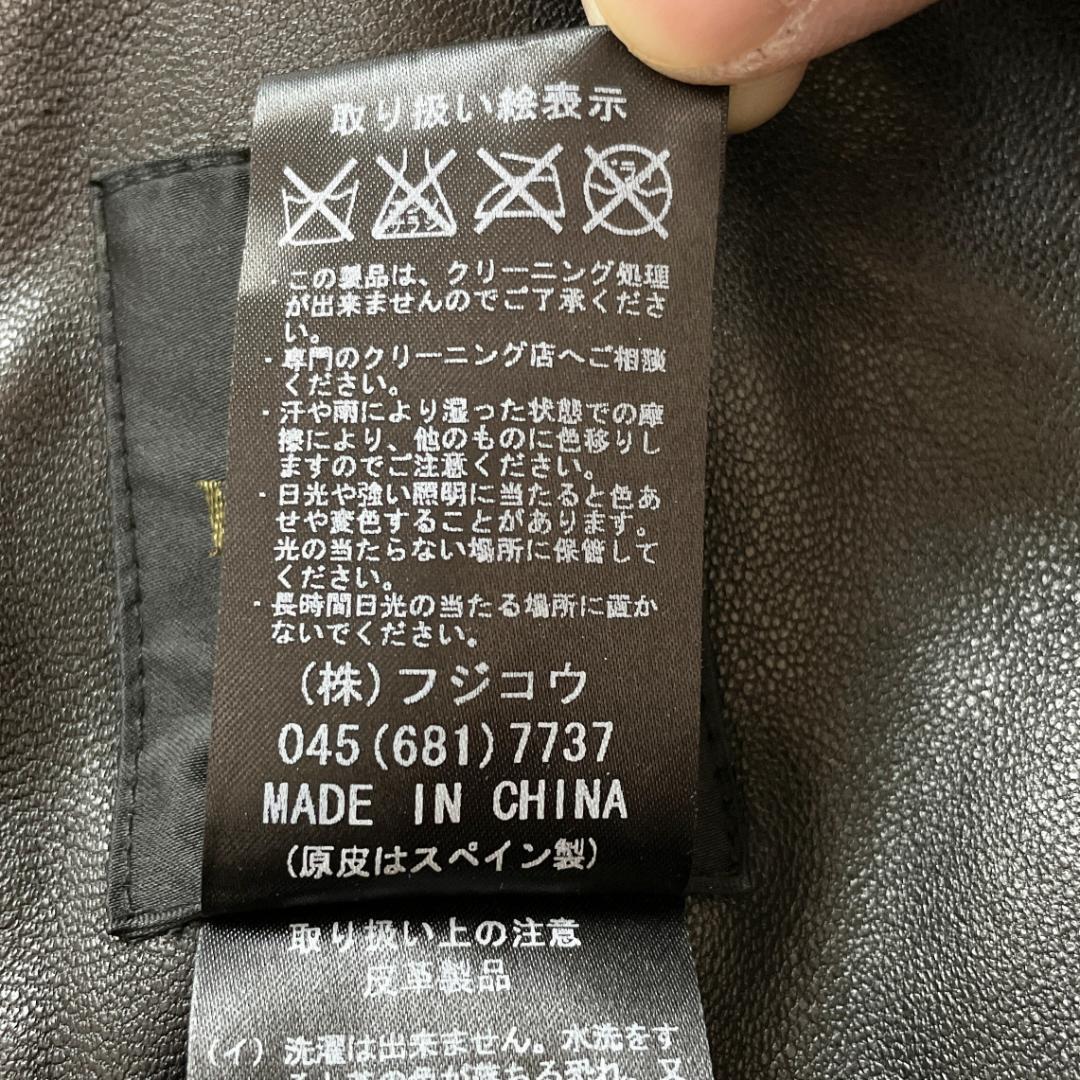 取り扱い絵表示
エンソ
サラシ
ドライ
この製品は、クリーニング処理
が出来ませんのでご了承くださ
い。
・専門のクリーニング店へご相談
ください。
・汗や雨により湿った状態での摩
擦により、他のものに色移りし
ますのでご注意ください。
・日光や強い照明に当たると色あ
せや変色することがあります。
光の当たらない場所に保管して
ください。
・長時間日光の当たる場所に置か
ないでください。
(株)フジコウ
045(681)7737
MADE IN CHINA
(原皮はスペイン製)
取り扱い上の注意
皮革製品
(イ) 洗濯は出来ません。水洗をす